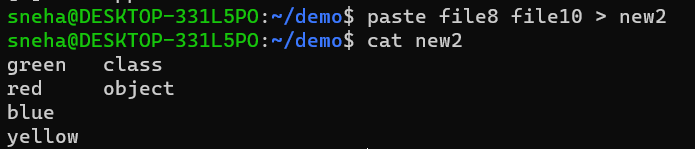 sneha@DESKTOP-331L5PO:~/demo$ paste file8 file10 > new2
sneha@DESKTOP-331L5PO:~/demo$ cat new2
green   class
red     object
blue
yellow